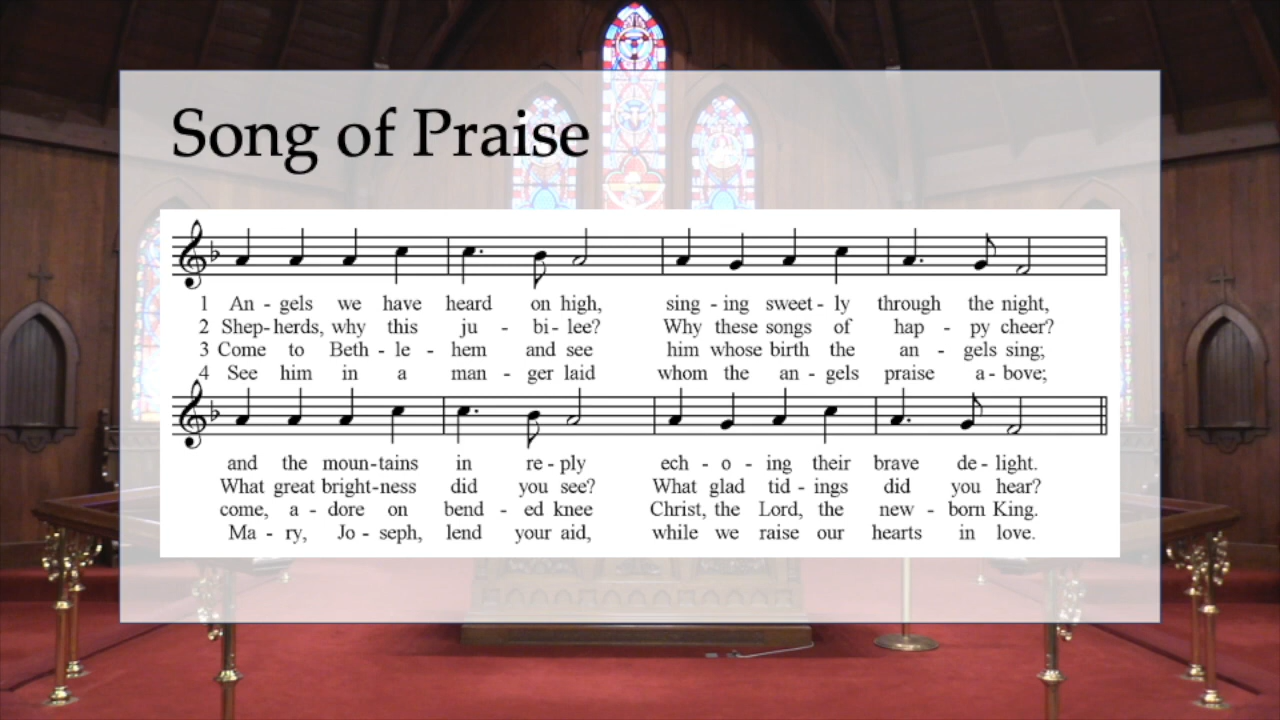 Song of Praise
1 An - gels we have heard on high, sing - ing sweet - ly through the night,
2 Shep - herds, why this ju - bi - lee? Why these songs of hap - py cheer?
3 Come to Beth - le - hem and see him whose birth the an - gels sing;
4 See him in a man - ger laid whom the an - gels praise a - bove;
and the moun - tains in re - ply ech - o - ing their brave de - light.
What great bright - ness did you see? What glad tid - ings did you hear?
come, a - dore on bend - ed knee Christ, the Lord, the new - born King.
Ma - ry, Jo - seph, lend your aid, while we raise our hearts in love.